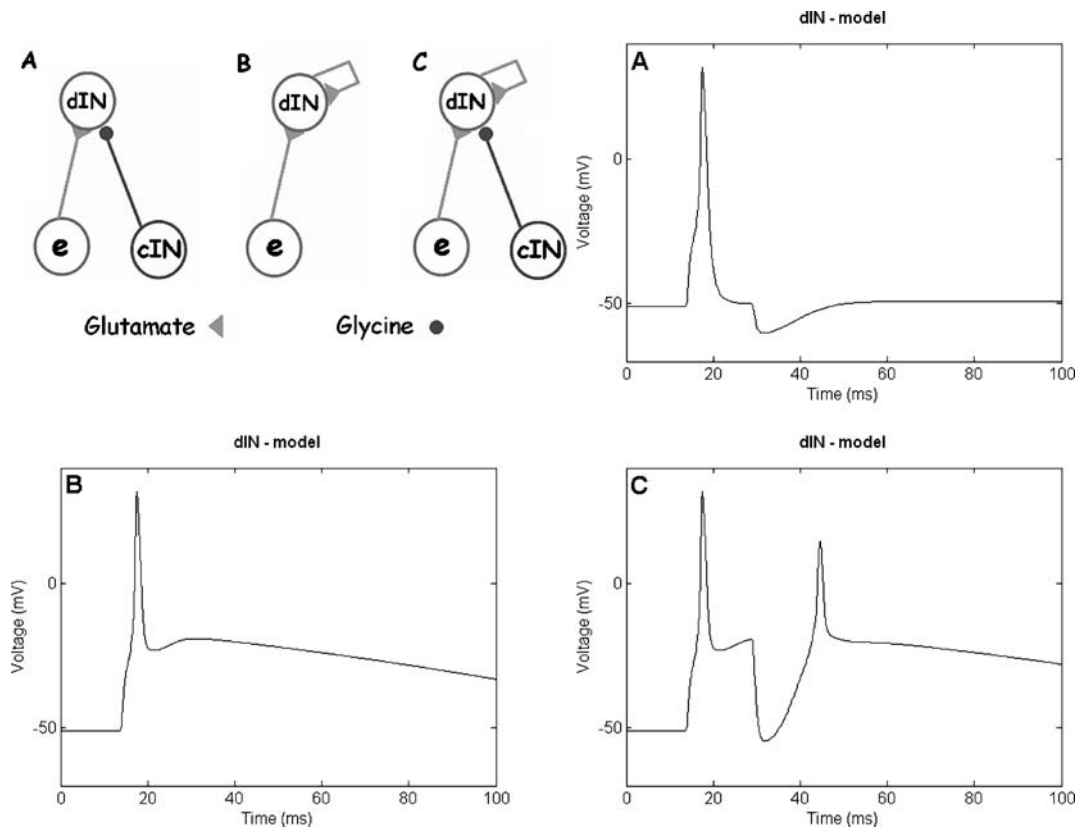 A B C
dIN dIN dIN
e cIN e e cIN
Glutamate Glycine
dIN - model
A
Voltage (mV)
0
-50
0 20 40 60 80 100
Time (ms)
dIN - model
B
Voltage (mV)
0
-50
0 20 40 60 80 100
Time (ms)
dIN - model
C
Voltage (mV)
0
-50
0 20 40 60 80 100
Time (ms)